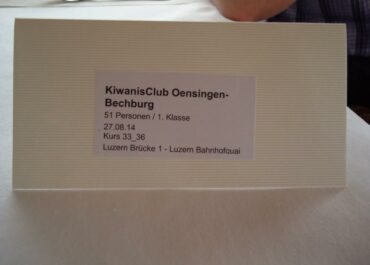 KiwanisClub Oensingen-
Bechburg
51 Personen / 1. Klasse
27.08.14
Kurs 33_36
Luzern Brücke 1 - Luzern Bahnhofquai